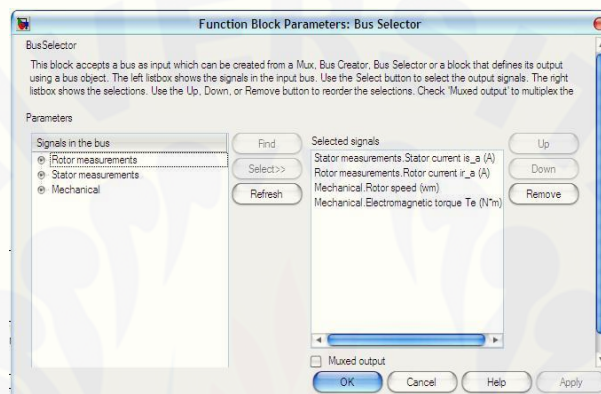 Function Block Parameters: Bus Selector
BusSelector
This block accepts a bus as input which can be created from a Mux, Bus Creator, Bus Selector or a block that defines its output
using a bus object. The left listbox shows the signals in the input bus. Use the Select button to select the output signals. The right
listbox shows the selections. Use the Up, Down, or Remove button to reorder the selections. Check 'Muxed output' to multiplex the
Parameters
Signals in the bus
Rotor measurements
Stator measurements
Mechanical
Find
Select>>
Refresh
Selected signals
Stator measurements.Stator current is_a (A)
Rotor measurements.Rotor current ir_a (A)
Mechanical.Rotor speed (wm)
Mechanical.Electromagnetic torque Te (N*m)
Up
Down
Remove
Muxed output
OK
Cancel
Help
Apply